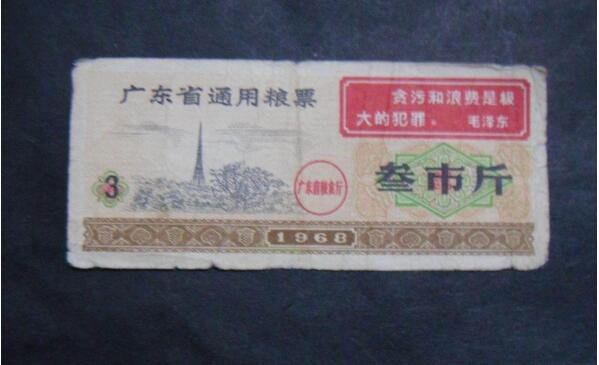 广东省通用粮票
贪污和浪费是极
大的犯罪。 毛泽东
3
广东省粮食厅
叁市斤
1968